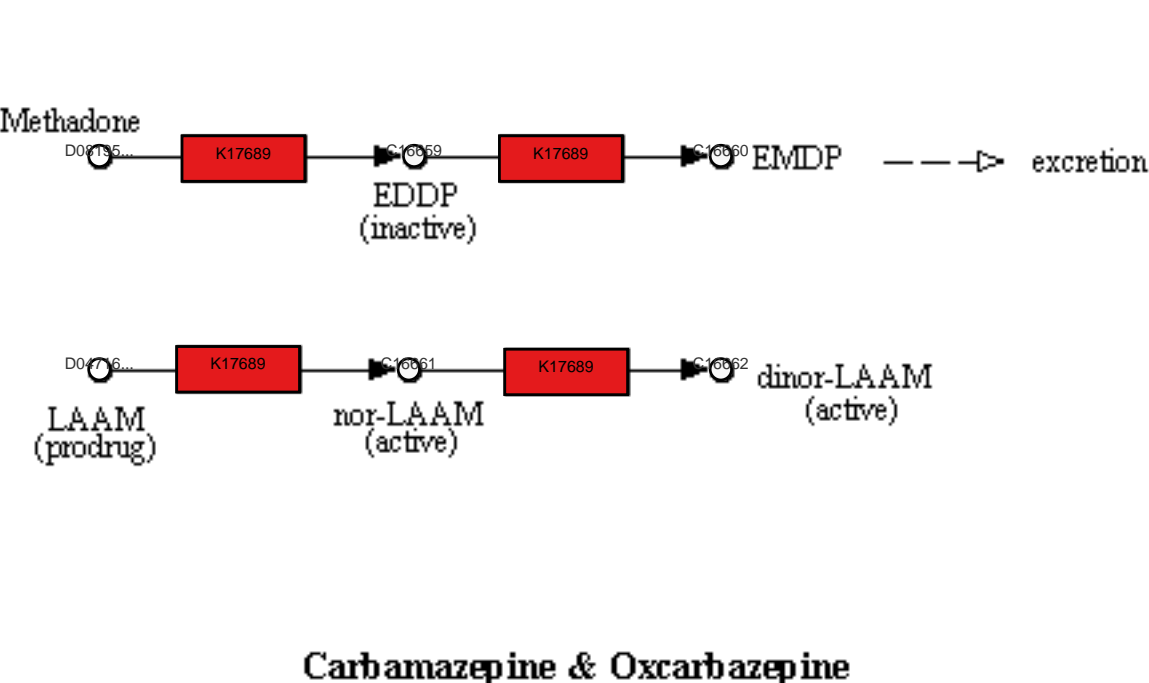 Methadone
D08195...
K17689
C16659
K17689
C16660
EMDP
excretion
EDDP
(inactive)
D04716...
K17689
C16661
K17689
C16662
dinor-LAAM
(active)
LAAM
(prodrug)
nor-LAAM
(active)
Carbamazepine & Oxcarbazepine